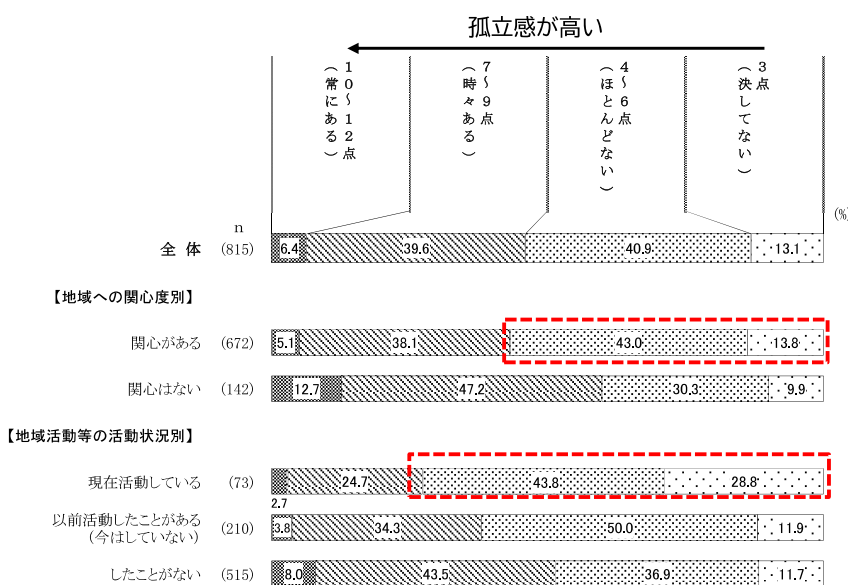 孤立感が高い
10〜12点
（常にある）
7〜9点
（時々ある）
4〜6点
（ほとんどない）
3点
（決してない）
(%)
n
全 体 (815) 6.4 39.6 40.9 13.1
【地域への関心度別】
関心がある (672) 5.1 38.1 43.0 13.8
関心はない (142) 12.7 47.2 30.3 9.9
【地域活動等の活動状況別】
現在活動している (73) 24.7 43.8 28.8
2.7
以前活動したことがある
（今はしていない） (210) 3.8 34.3 50.0 11.9
したことがない (515) 8.0 43.5 36.9 11.7